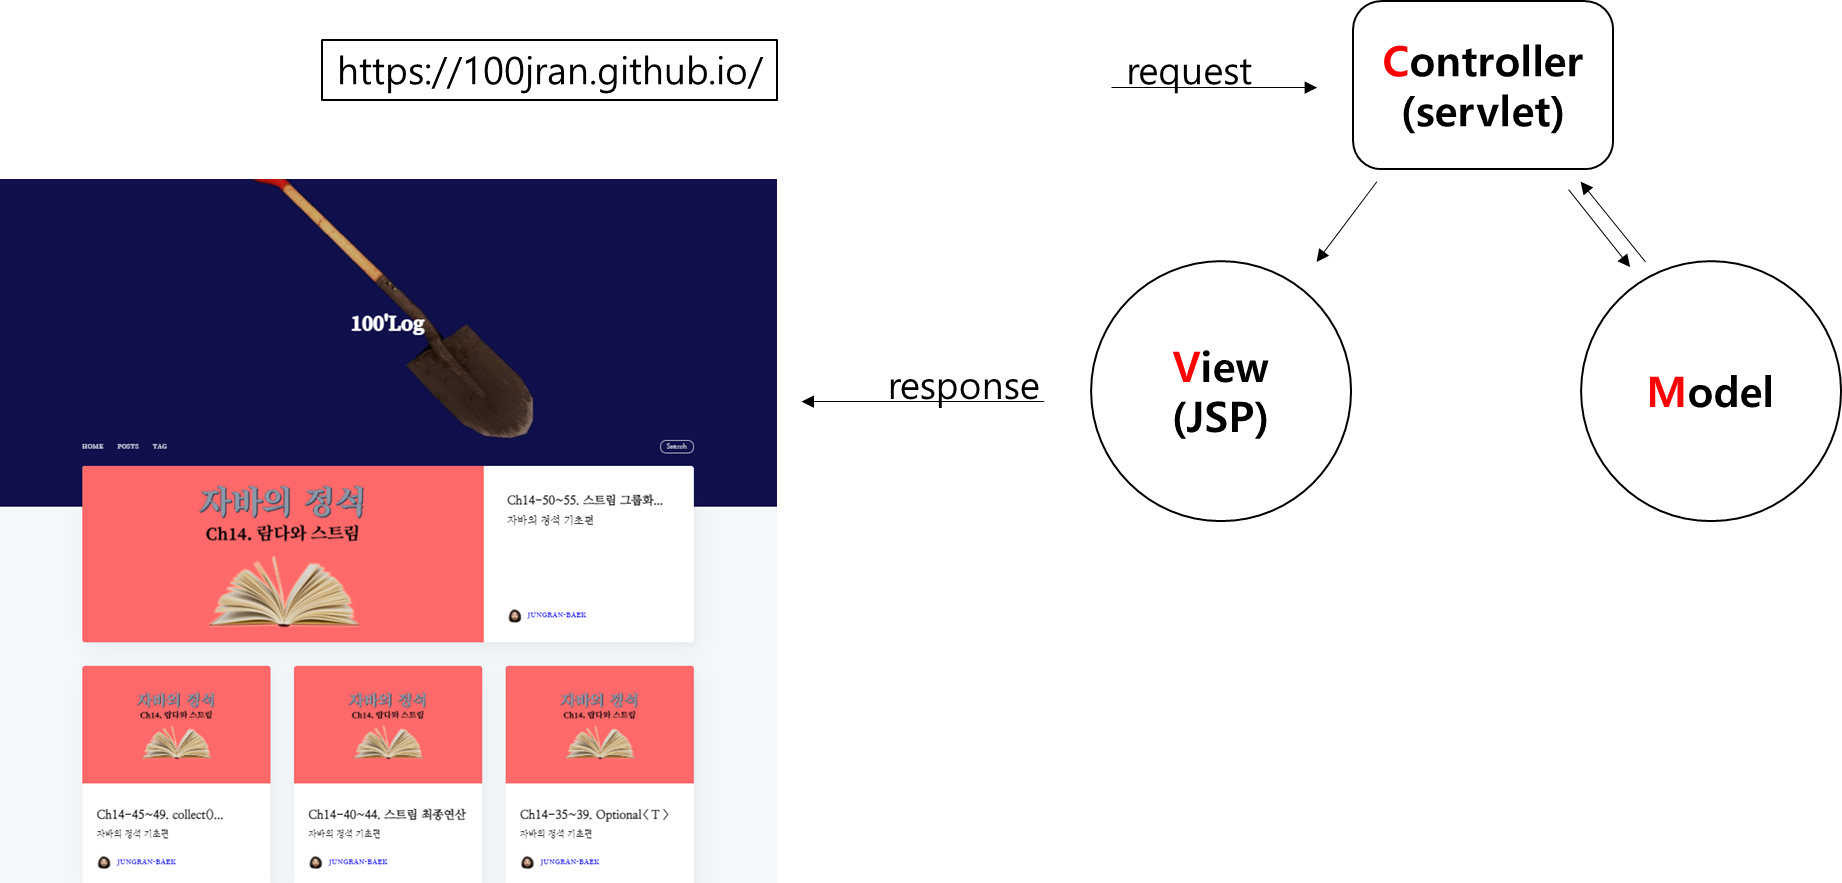 https://100jran.github.io/
request
Controller
(servlet)
100'Log
response
View
(JSP)
Model
HOME POSTS TAG
Search
자바의 정석
Ch14. 람다와 스트림
Ch14-50~55. 스트림 그룹화...
자바의 정석 기초편
JUNGRAN-BAEK
자바의 정석
Ch14. 람다와 스트림
Ch14-45~49. collect()...
자바의 정석 기초편
JUNGRAN-BAEK
자바의 정석
Ch14. 람다와 스트림
Ch14-40~44. 스트림 최종연산
자바의 정석 기초편
JUNGRAN-BAEK
자바의 정석
Ch14. 람다와 스트림
Ch14-35~39. Optional< T >
자바의 정석 기초편
JUNGRAN-BAEK